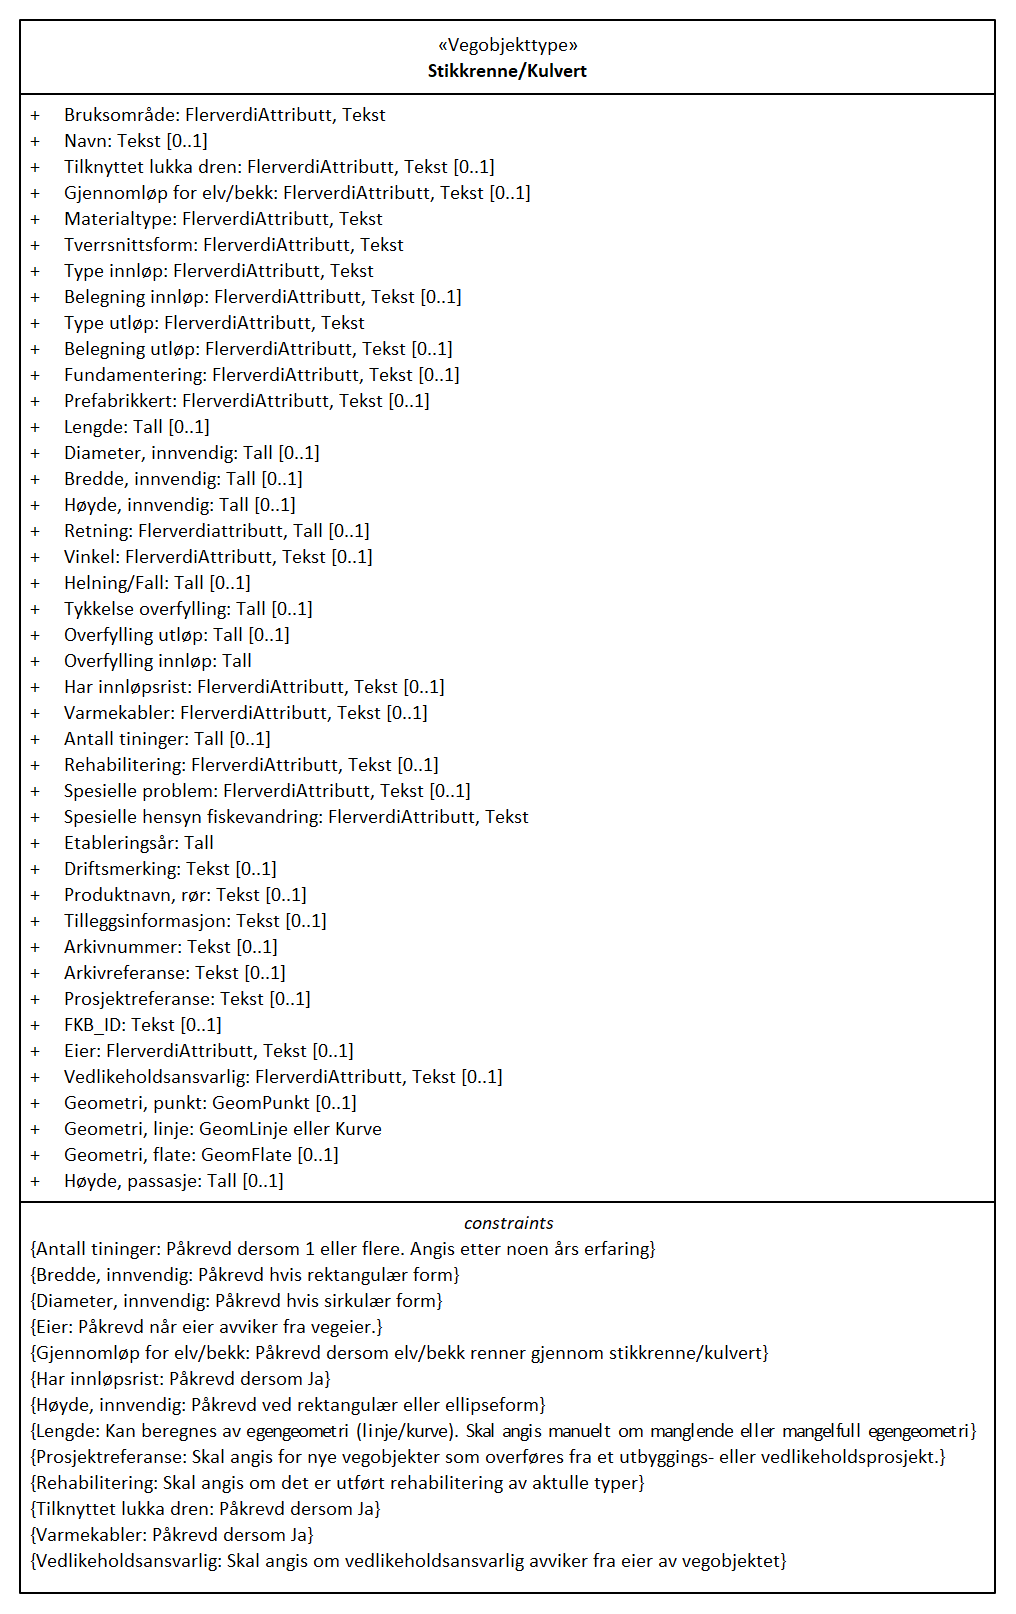 «Vegobjekttype»
Stikkrenne/Kulvert
+ Bruksområde: FlerverdiAttributt, Tekst
+ Navn: Tekst [0..1]
+ Tilknyttet lukka dren: FlerverdiAttributt, Tekst [0..1]
+ Gjennomløp for elv/bekk: FlerverdiAttributt, Tekst [0..1]
+ Materialtype: FlerverdiAttributt, Tekst
+ Tverrsnittsform: FlerverdiAttributt, Tekst
+ Type innløp: FlerverdiAttributt, Tekst
+ Belegning innløp: FlerverdiAttributt, Tekst [0..1]
+ Type utløp: FlerverdiAttributt, Tekst
+ Belegning utløp: FlerverdiAttributt, Tekst [0..1]
+ Fundamentering: FlerverdiAttributt, Tekst [0..1]
+ Prefabrikkert: FlerverdiAttributt, Tekst [0..1]
+ Lengde: Tall [0..1]
+ Diameter, innvendig: Tall [0..1]
+ Bredde, innvendig: Tall [0..1]
+ Høyde, innvendig: Tall [0..1]
+ Retning: Flerverdiattributt, Tall [0..1]
+ Vinkel: FlerverdiAttributt, Tekst [0..1]
+ Helning/Fall: Tall [0..1]
+ Tykkelse overfylling: Tall [0..1]
+ Overfylling utløp: Tall [0..1]
+ Overfylling innløp: Tall
+ Har innløpsrist: FlerverdiAttributt, Tekst [0..1]
+ Varmekabler: FlerverdiAttributt, Tekst [0..1]
+ Antall tininger: Tall [0..1]
+ Rehabilitering: FlerverdiAttributt, Tekst [0..1]
+ Spesielle problem: FlerverdiAttributt, Tekst [0..1]
+ Spesielle hensyn fiskevandring: FlerverdiAttributt, Tekst
+ Etableringsår: Tall
+ Driftsmerking: Tekst [0..1]
+ Produktnavn, rør: Tekst [0..1]
+ Tilleggsinformasjon: Tekst [0..1]
+ Arkivnummer: Tekst [0..1]
+ Arkivreferanse: Tekst [0..1]
+ Prosjektreferanse: Tekst [0..1]
+ FKB_ID: Tekst [0..1]
+ Eier: FlerverdiAttributt, Tekst [0..1]
+ Vedlikeholdsansvarlig: FlerverdiAttributt, Tekst [0..1]
+ Geometri, punkt: GeomPunkt [0..1]
+ Geometri, linje: GeomLinje eller Kurve
+ Geometri, flate: GeomFlate [0..1]
+ Høyde, passasje: Tall [0..1]
constraints
{Antall tininger: Påkrevd dersom 1 eller flere. Angis etter noen års erfaring}
{Bredde, innvendig: Påkrevd hvis rektangulær form}
{Diameter, innvendig: Påkrevd hvis sirkulær form}
{Eier: Påkrevd når eier avviker fra vegeier.}
{Gjennomløp for elv/bekk: Påkrevd dersom elv/bekk renner gjennom stikkrenne/kulvert}
{Har innløpsrist: Påkrevd dersom Ja}
{Høyde, innvendig: Påkrevd ved rektangulær eller ellipseform}
{Lengde: Kan beregnes av egengeometri (linje/kurve). Skal angis manuelt om manglende eller mangelfull egengeometri}
{Prosjektreferanse: Skal angis for nye vegobjekter som overføres fra et utbyggings- eller vedlikeholdsprosjekt.}
{Rehabilitering: Skal angis om det er utført rehabilitering av aktulle typer}
{Tilknyttet lukka dren: Påkrevd dersom Ja}
{Varmekabler: Påkrevd dersom Ja}
{Vedlikeholdsansvarlig: Skal angis om vedlikeholdsansvarlig avviker fra eier av vegobjektet}